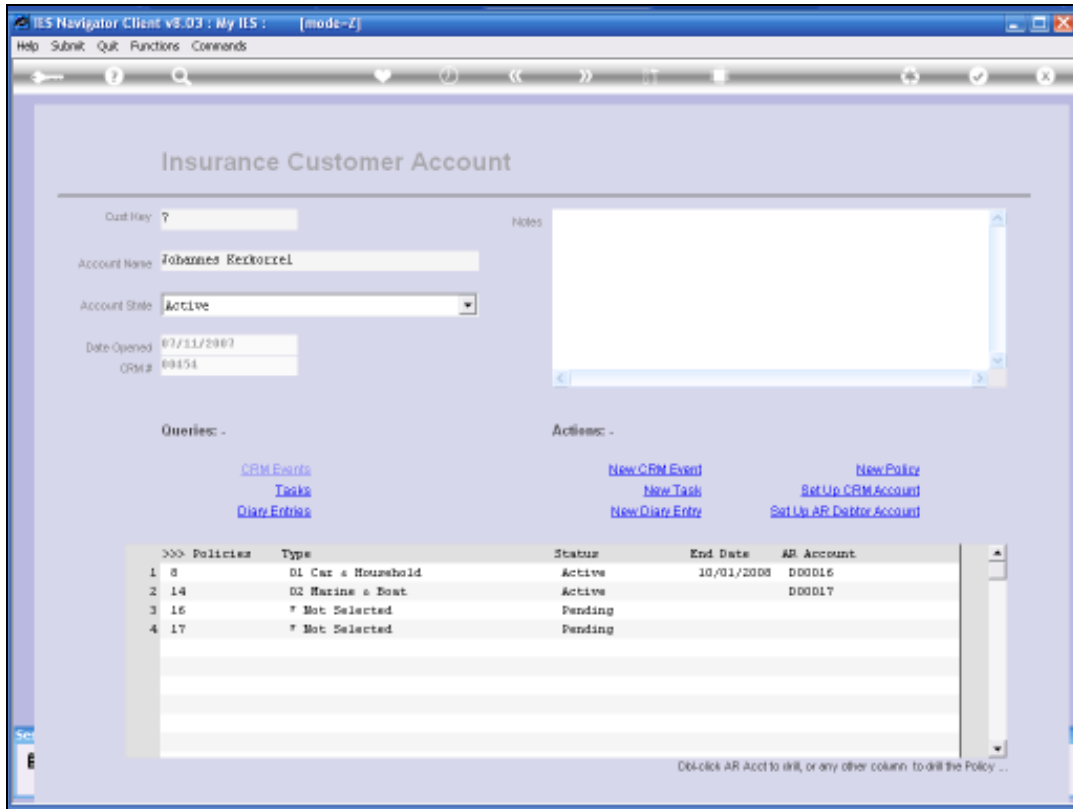 IES Navigator Client v8.03 : My IES : [mode=Z]
Help Submit Quit Functions Commands
Insurance Customer Account
Cust Key 7
Notes
Account Name Johannes Kerkorrel
Account State Active
Date Opened 07/11/2007
CRM # 00454
Queries: -
Actions: -
CRM Events New CRM Event New Policy
Tasks New Task Set Up CRM Account
Diary Entries New Diary Entry Set Up AR Debtor Account
>>> Policies Type Status End Date AR Account
1 8 01 Car & Household Active 10/01/2008 D00016
2 14 02 Marine & Boat Active D00017
3 16 * Not Selected Pending
4 17 * Not Selected Pending
Dbl-click AR Acct to drill, or any other column to drill the Policy ...